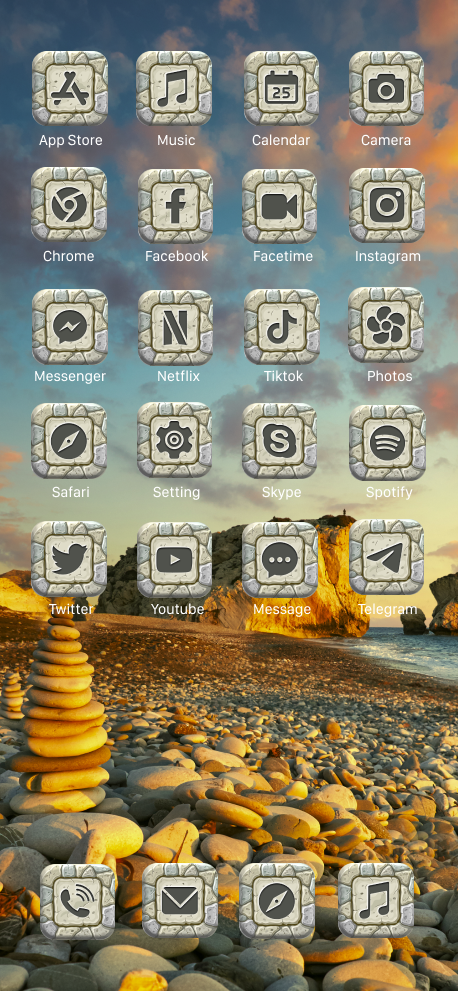 App Store Music Calendar Camera
25
Chrome Facebook Facetime Instagram
Messenger Netflix Tiktok Photos
Safari Setting Skype Spotify
Twitter Youtube Message Telegram